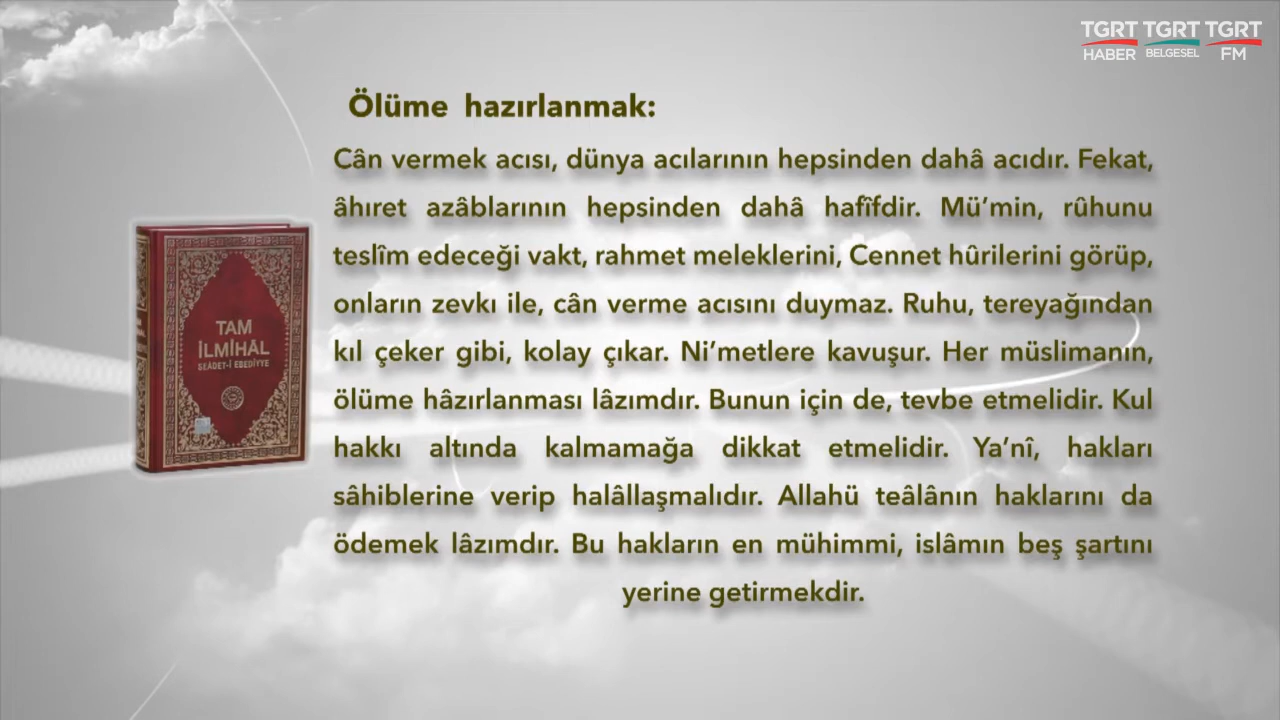 TGRT TGRT TGRT
HABER BELGESEL FM
Ölüme hazırlanmak:
Cân vermek acısı, dünya acılarının hepsinden dahâ acıdır. Fekat,
âhıret azâblarının hepsinden dahâ hafîfdir. Mü’min, rûhunu
teslîm edeceği vakt, rahmet meleklerini, Cennet hûrilerini görüp,
onların zevkı ile, cân verme acısını duymaz. Ruhu, tereyağından
kıl çeker gibi, kolay çıkar. Ni’metlere kavuşur. Her müslimanın,
ölüme hâzırlanması lâzımdır. Bunun için de, tevbe etmelidir. Kul
hakkı altında kalmamağa dikkat etmelidir. Ya’nî, hakları
sâhiblerine verip halâllaşmalıdır. Allahü teâlânın haklarını da
ödemek lâzımdır. Bu hakların en mühimmi, islâmın beş şartını
yerine getirmekdir.
TAM
İLMİHÂL
SEÂDET-İ EBEDİYYE